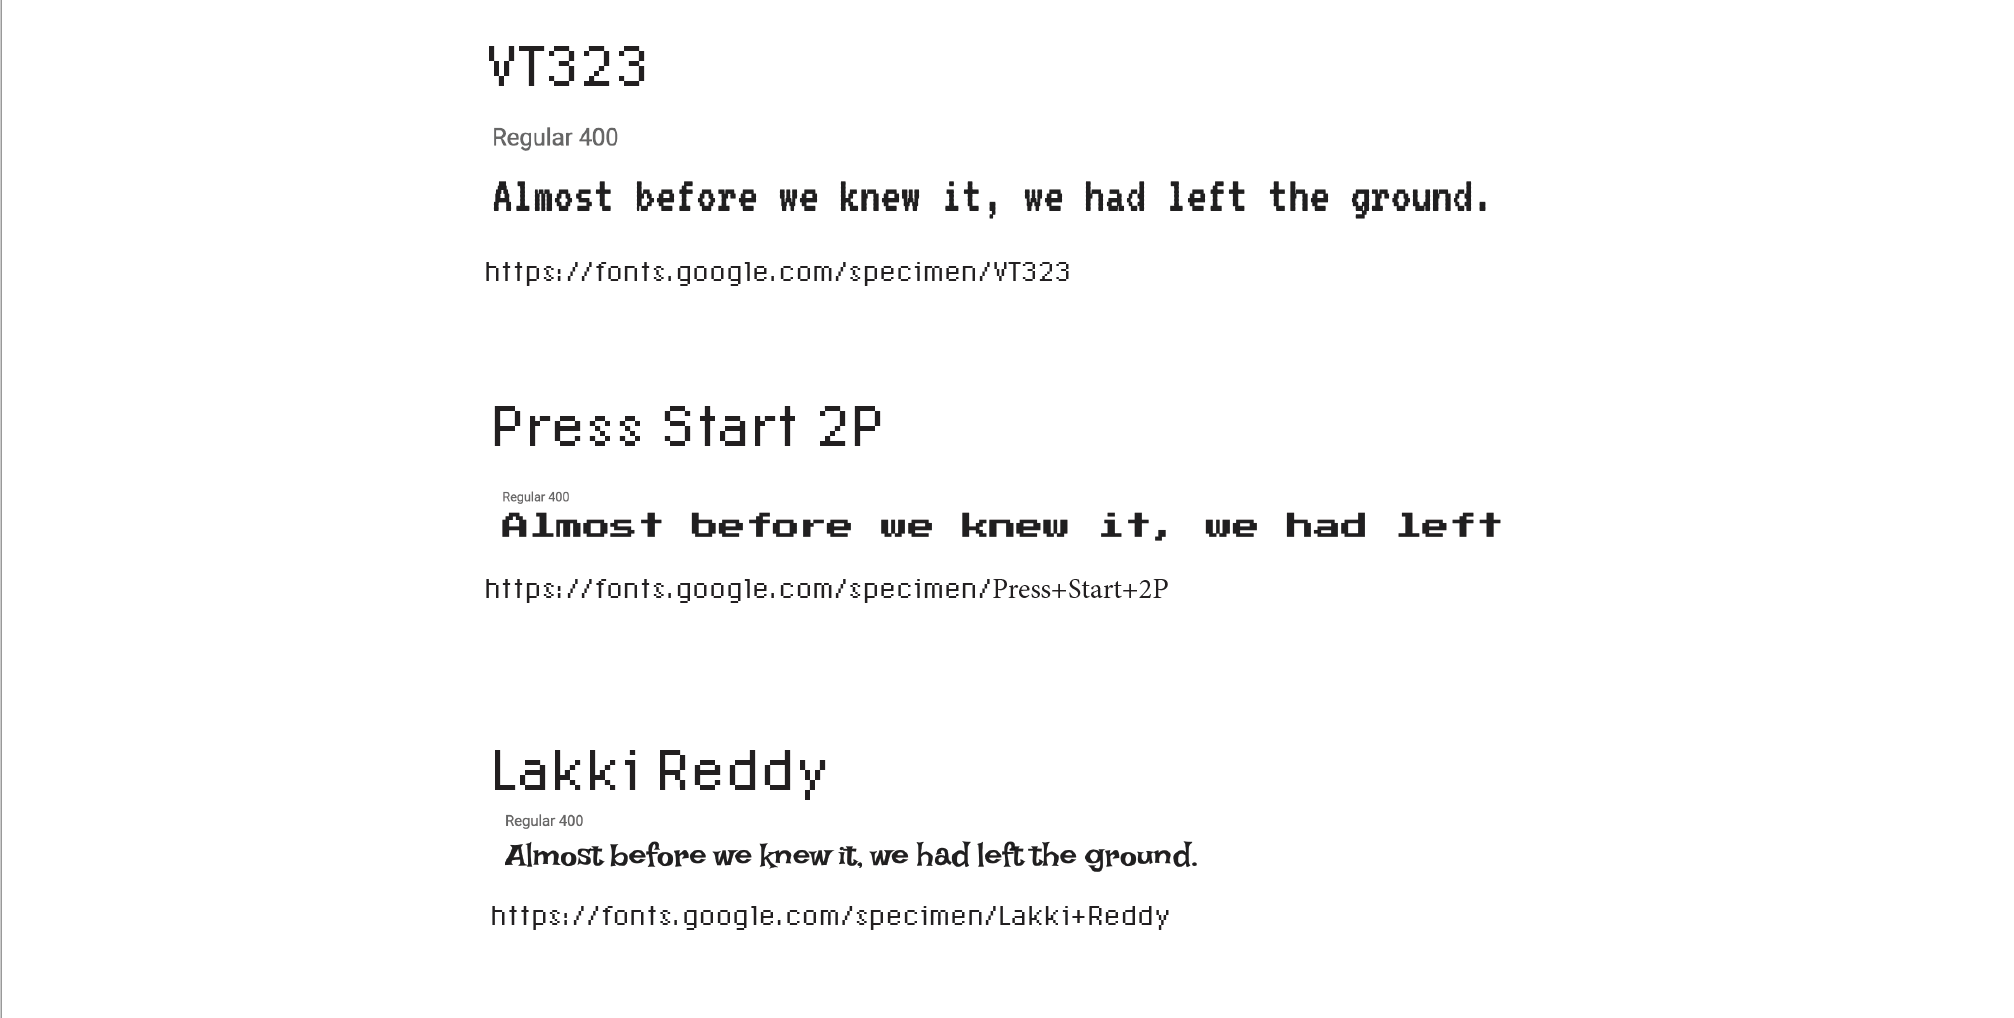 VT323
Regular 400
Almost before we knew it, we had left the ground.
https://fonts.google.com/specimen/VT323
Press Start 2P
Regular 400
Almost before we knew it, we had left
https://fonts.google.com/specimen/Press+Start+2P
Lakki Reddy
Regular 400
Almost before we knew it, we had left the ground.
https://fonts.google.com/specimen/Lakki+Reddy